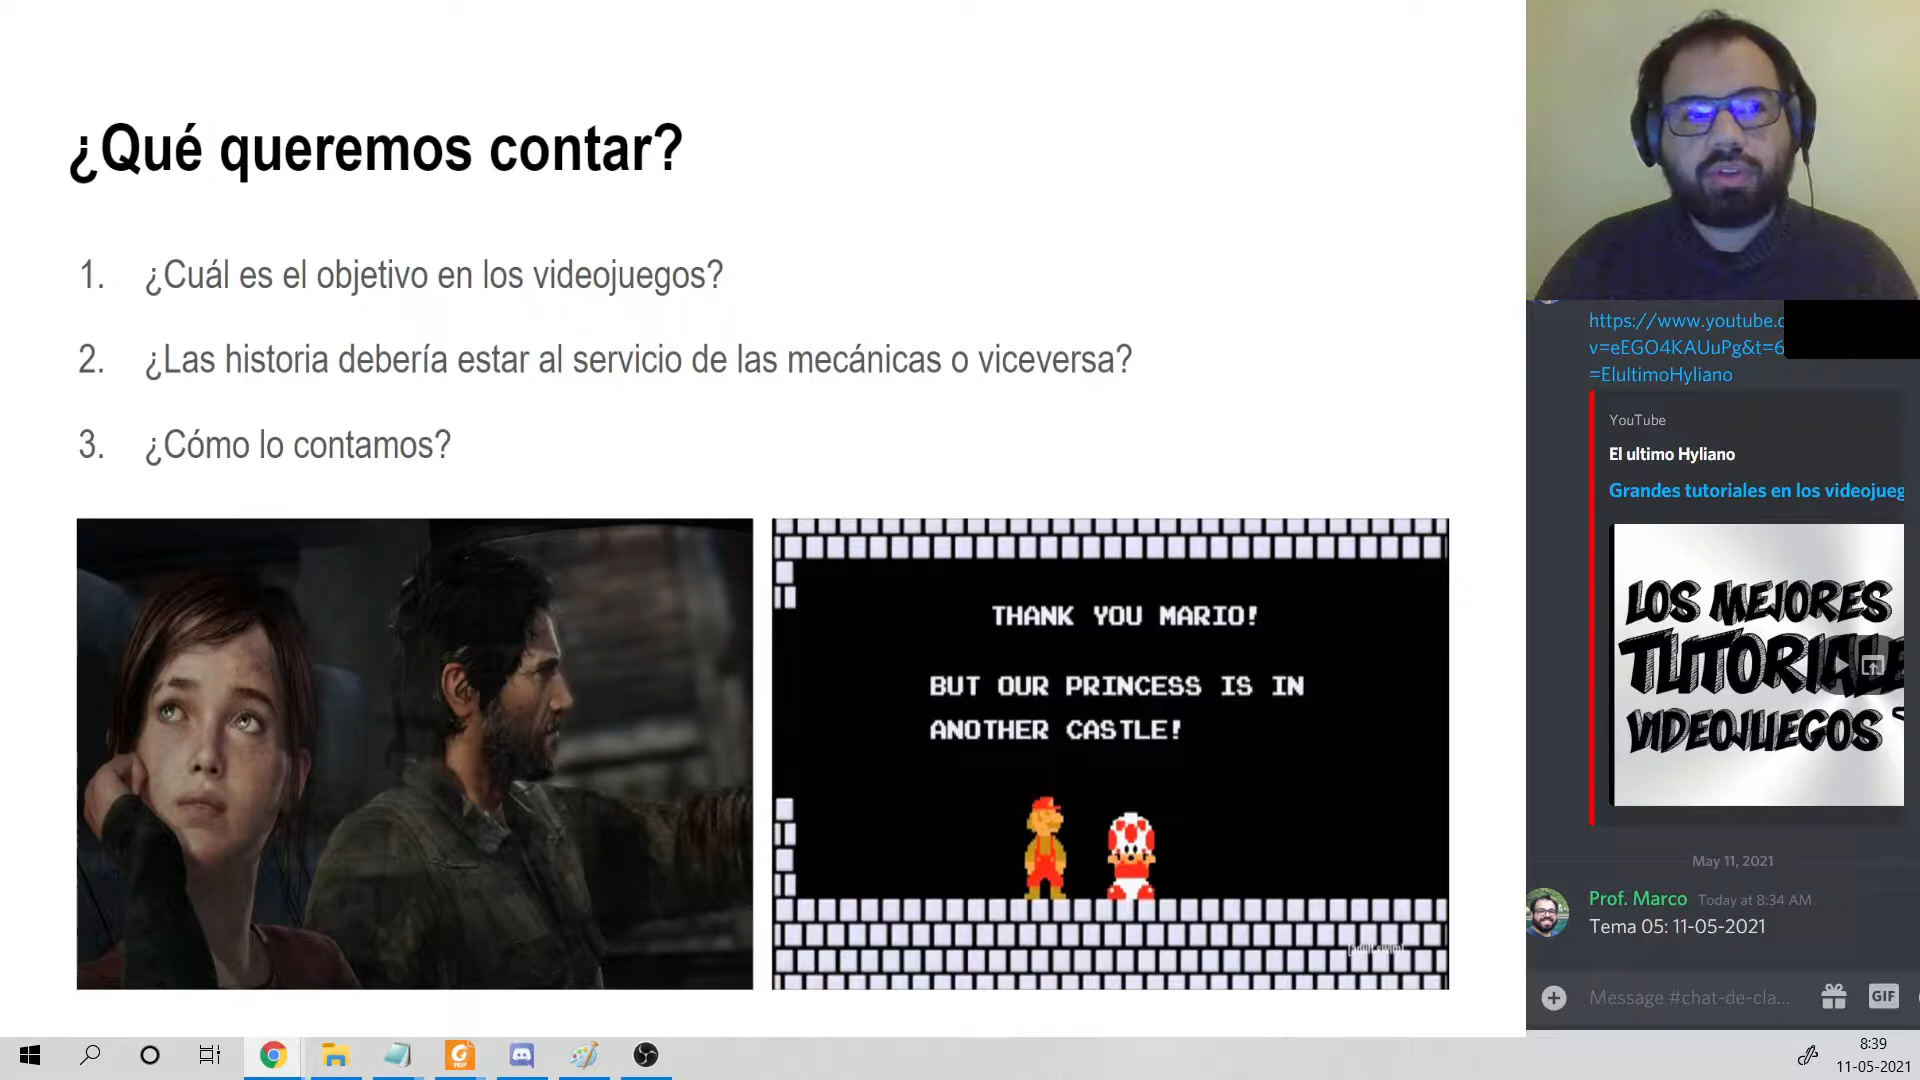 ¿Qué queremos contar?
1. ¿Cuál es el objetivo en los videojuegos?
2. ¿Las historia debería estar al servicio de las mecánicas o viceversa?
3. ¿Cómo lo contamos?
THANK YOU MARIO!
BUT OUR PRINCESS IS IN
ANOTHER CASTLE!
[adult swim]
https://www.youtube.c
v=eEGO4KAUuPg&t=6
=ElultimoHyliano
YouTube
El ultimo Hyliano
Grandes tutoriales en los videojueg
LOS MEJORES
TUTORIALE
VIDEOJUEGOS
May 11, 2021
Prof. Marco Today at 8:34 AM
Tema 05: 11-05-2021
Message #chat-de-cla...
GIF
PDF
8:39
11-05-2021